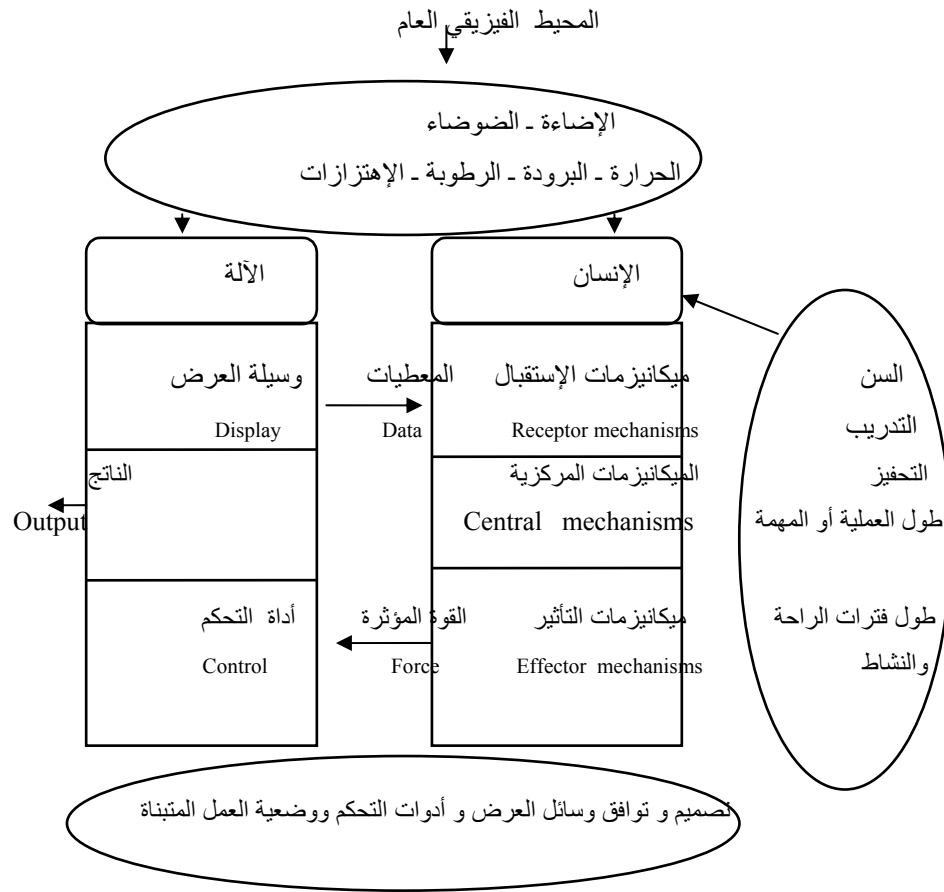 المحيط الفيزيقي العام
الإضاءة ـ الضوضاء
الحرارة ـ البرودة ـ الرطوبة ـ الإهتزازات
الإنسان
الآلة
ميكانيزمات الإستقبال
المعطيات
وسيلة العرض
Receptor mechanisms
Data
Display
الميكانيزمات المركزية
الناتج
Central mechanisms
Output
ميكانيزمات التأثير
القوة المؤثرة
أداة التحكم
Effector mechanisms
Force
Control
السن
التدريب
التحفيز
طول العملية أو المهمة
طول فترات الراحة
والنشاط
تصميم و توافق وسائل العرض و أدوات التحكم ووضعية العمل المتبناة